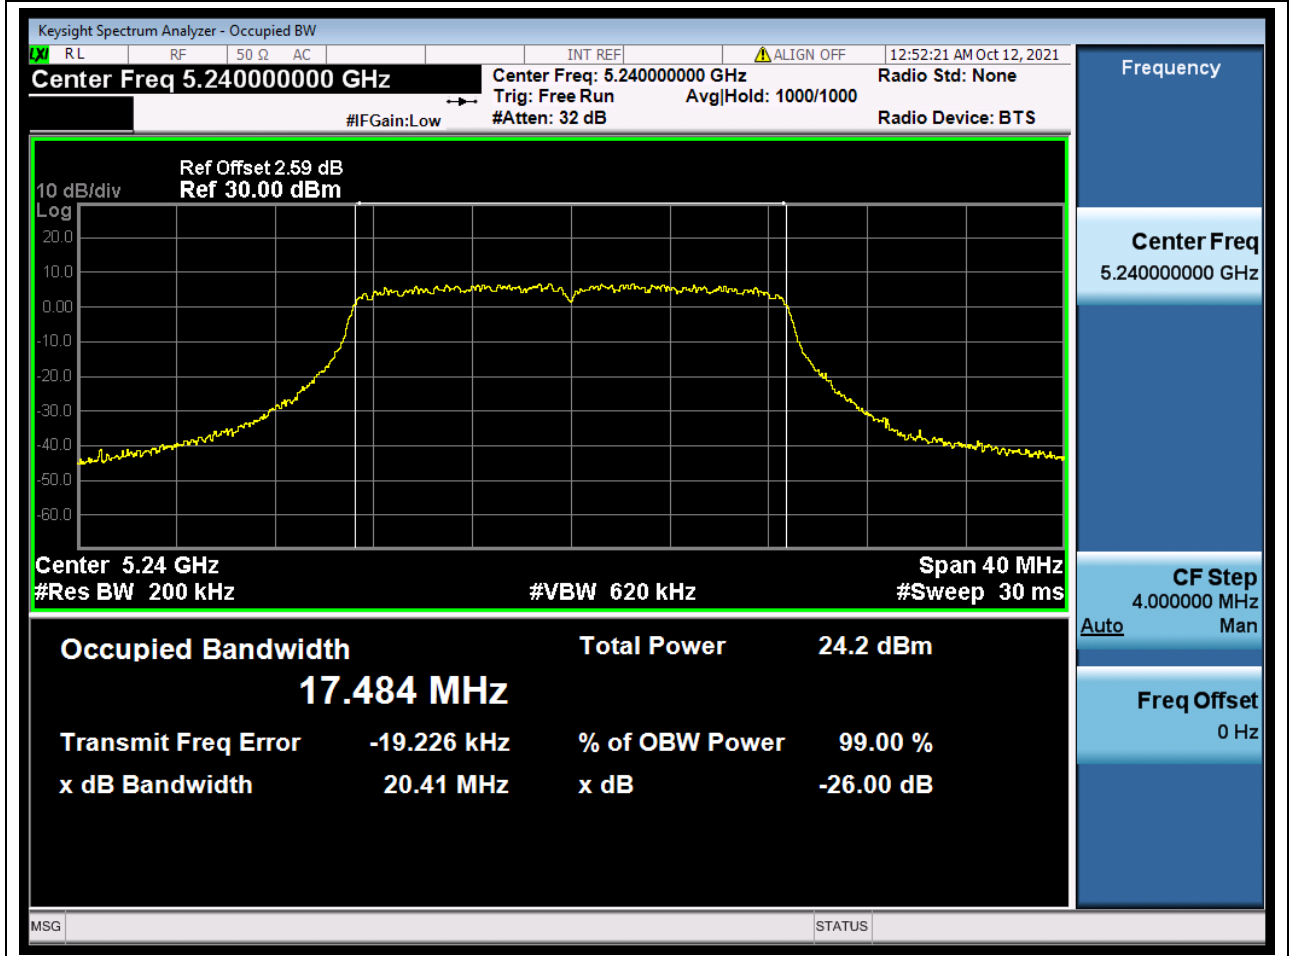 Keysight Spectrum Analyzer - Occupied BW
LXI RL RF 50 Ω AC INT REF ALIGN OFF 12:52:21 AM Oct 12, 2021
Center Freq 5.240000000 GHz
Center Freq: 5.240000000 GHz
Radio Std: None
Trig: Free Run Avg|Hold: 1000/1000
#IFGain:Low #Atten: 32 dB Radio Device: BTS
Ref Offset 2.59 dB
10 dB/div Ref 30.00 dBm
Log
20.0
10.0
0.00
-10.0
-20.0
-30.0
-40.0
-50.0
-60.0
Center 5.24 GHz Span 40 MHz
#Res BW 200 kHz #VBW 620 kHz #Sweep 30 ms
Occupied Bandwidth Total Power 24.2 dBm
17.484 MHz
Transmit Freq Error -19.226 kHz % of OBW Power 99.00 %
x dB Bandwidth 20.41 MHz x dB -26.00 dB
MSG STATUS
Frequency
Center Freq
5.240000000 GHz
CF Step
4.000000 MHz
Auto Man
Freq Offset
0 Hz